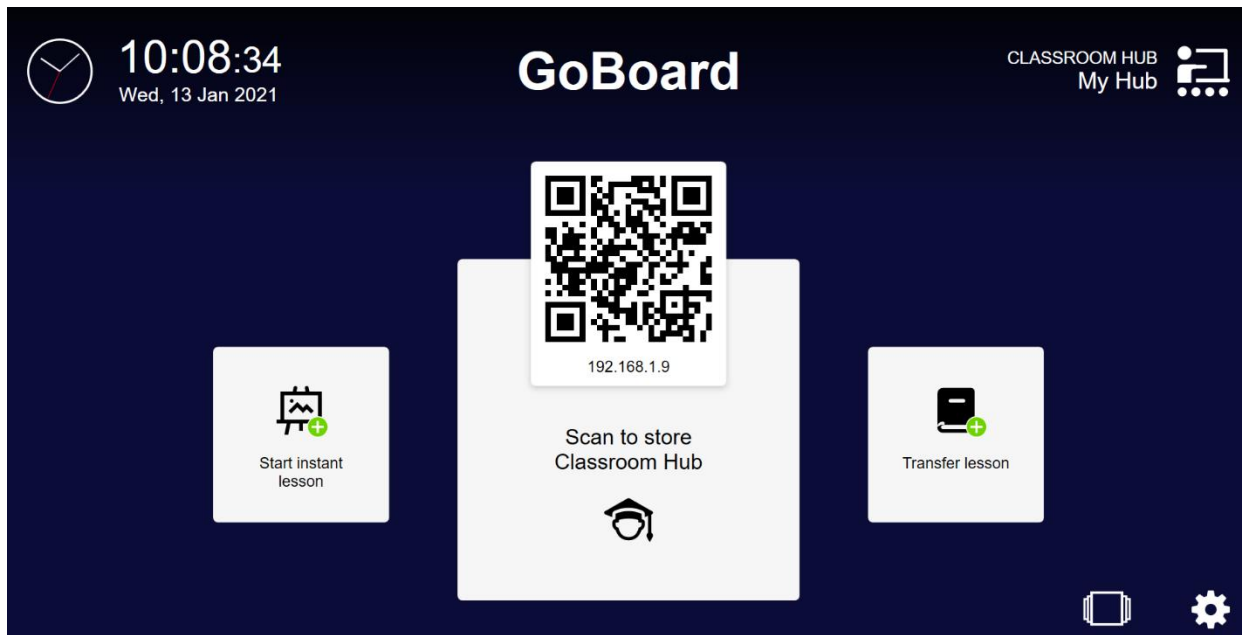 10:08:34
Wed, 13 Jan 2021
GoBoard
CLASSROOM HUB
My Hub
192.168.1.9
Scan to store
Classroom Hub
Start instant
lesson
Transfer lesson